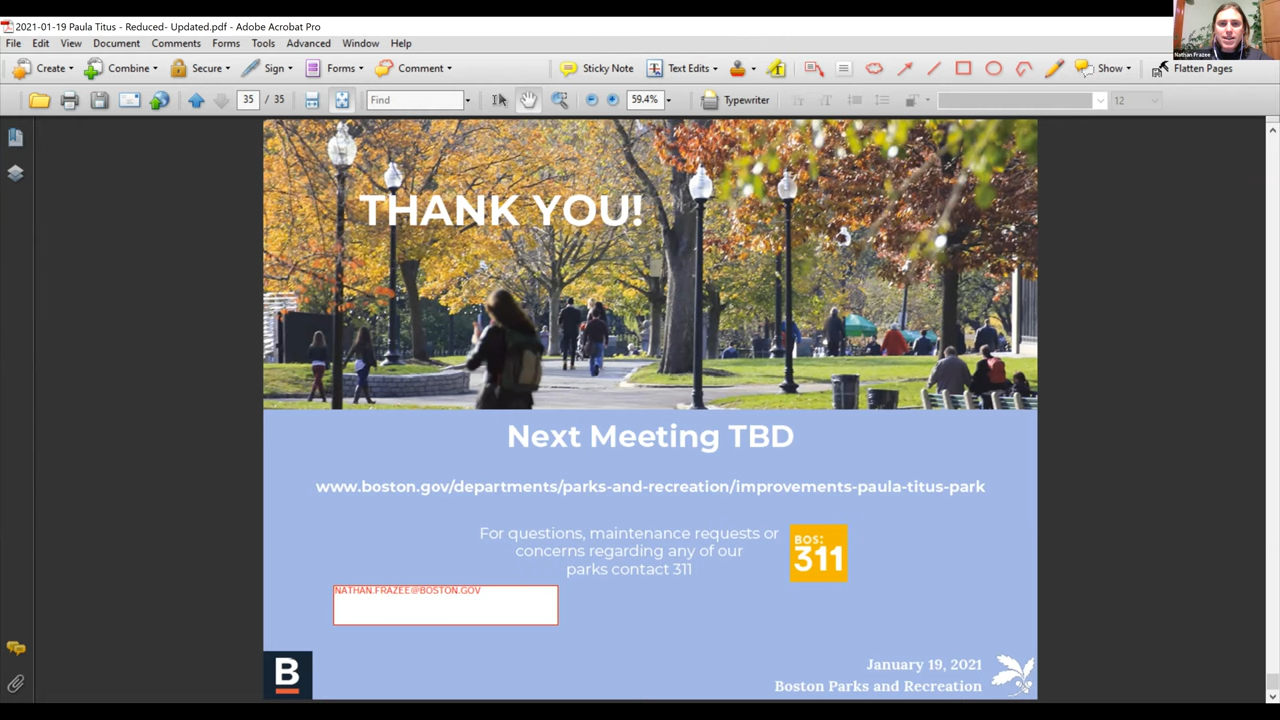 2021-01-19 Paula Titus - Reduced- Updated.pdf - Adobe Acrobat Pro
File Edit View Document Comments Forms Tools Advanced Window Help
Create Combine Secure Sign Forms Comment Sticky Note Text Edits Show Flatten Pages
35 / 35 Find 59.4% Typewriter 12
Nathan Frazee
THANK YOU!
Next Meeting TBD
www.boston.gov/departments/parks-and-recreation/improvements-paula-titus-park
For questions, maintenance requests or
concerns regarding any of our
parks contact 311
BOS:
311
NATHAN.FRAZEE@BOSTON.GOV
B
January 19, 2021
Boston Parks and Recreation